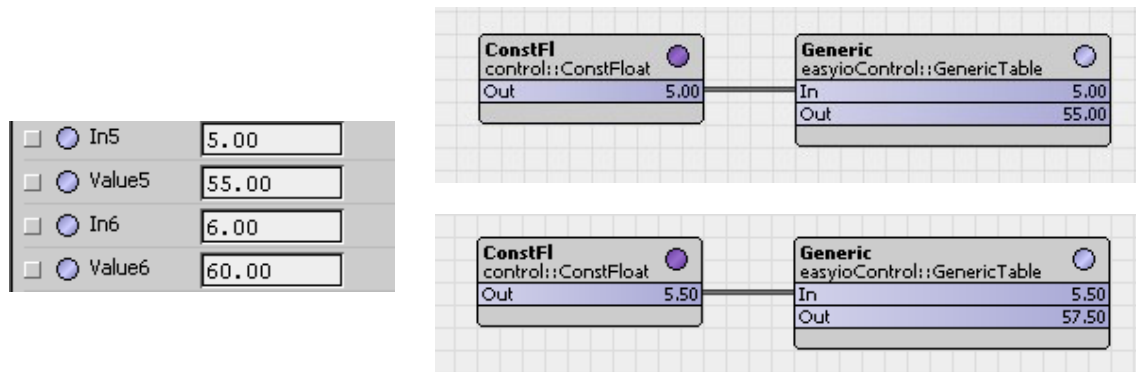 In5 5.00
Value5 55.00
In6 6.00
Value6 60.00
ConstFl
control::ConstFloat
Out 5.00
Generic
easyioControl::GenericTable
In 5.00
Out 55.00
ConstFl
control::ConstFloat
Out 5.50
Generic
easyioControl::GenericTable
In 5.50
Out 57.50